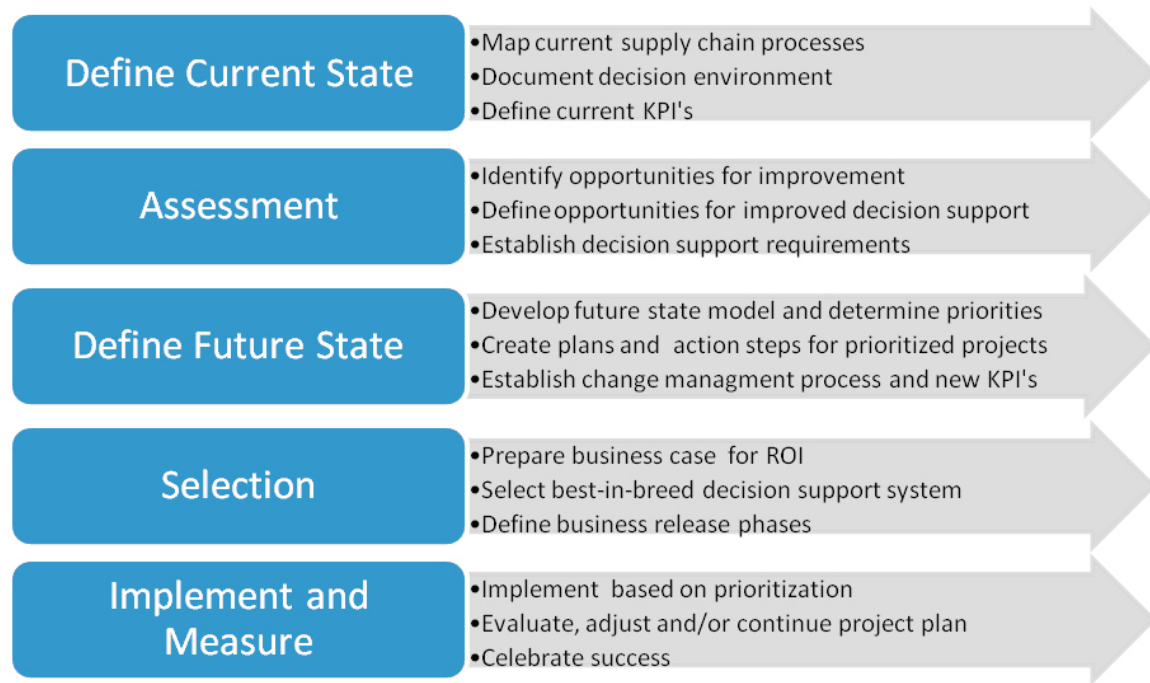 Define Current State
•Map current supply chain processes
•Document decision environment
•Define current KPI's
Assessment
•Identify opportunities for improvement
•Define opportunities for improved decision support
•Establish decision support requirements
Define Future State
•Develop future state model and determine priorities
•Create plans and action steps for prioritized projects
•Establish change managment process and new KPI's
Selection
•Prepare business case for ROI
•Select best-in-breed decision support system
•Define business release phases
Implement and
Measure
•Implement based on prioritization
•Evaluate, adjust and/or continue project plan
•Celebrate success